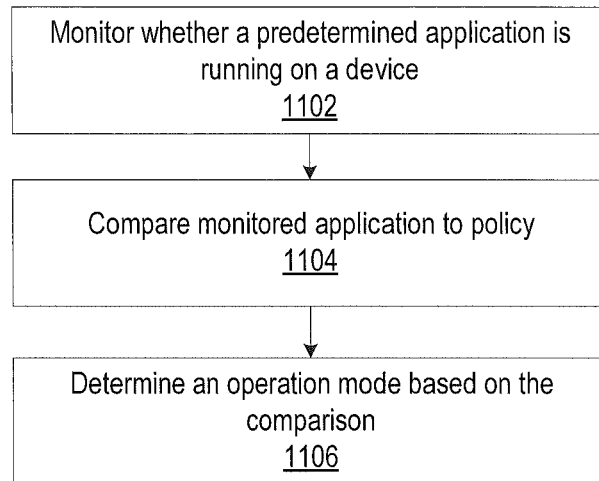 Monitor whether a predetermined application is
running on a device
1102
Compare monitored application to policy
1104
Determine an operation mode based on the
comparison
1106